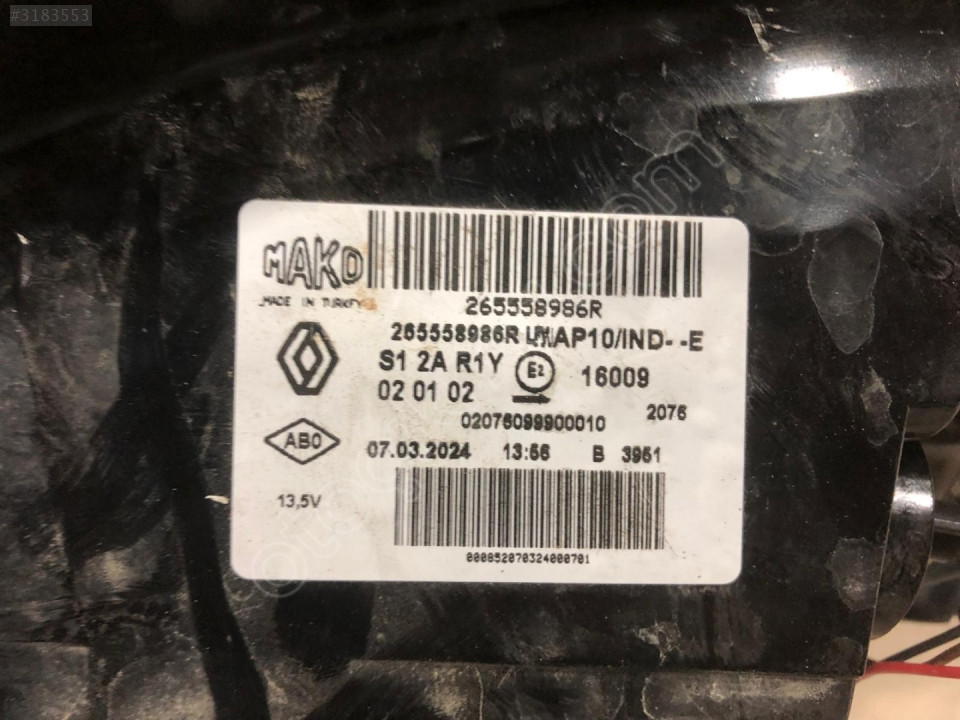 #3183553
MAKO
MADE IN TURKEY
265558986R
265558986R AP10/IND- -E
S1 2A R1Y E2 16009
02 01 02
02076099900010 2076
ABO
07.03.2024 13:56 B 3951
13,5V
000852070324000701